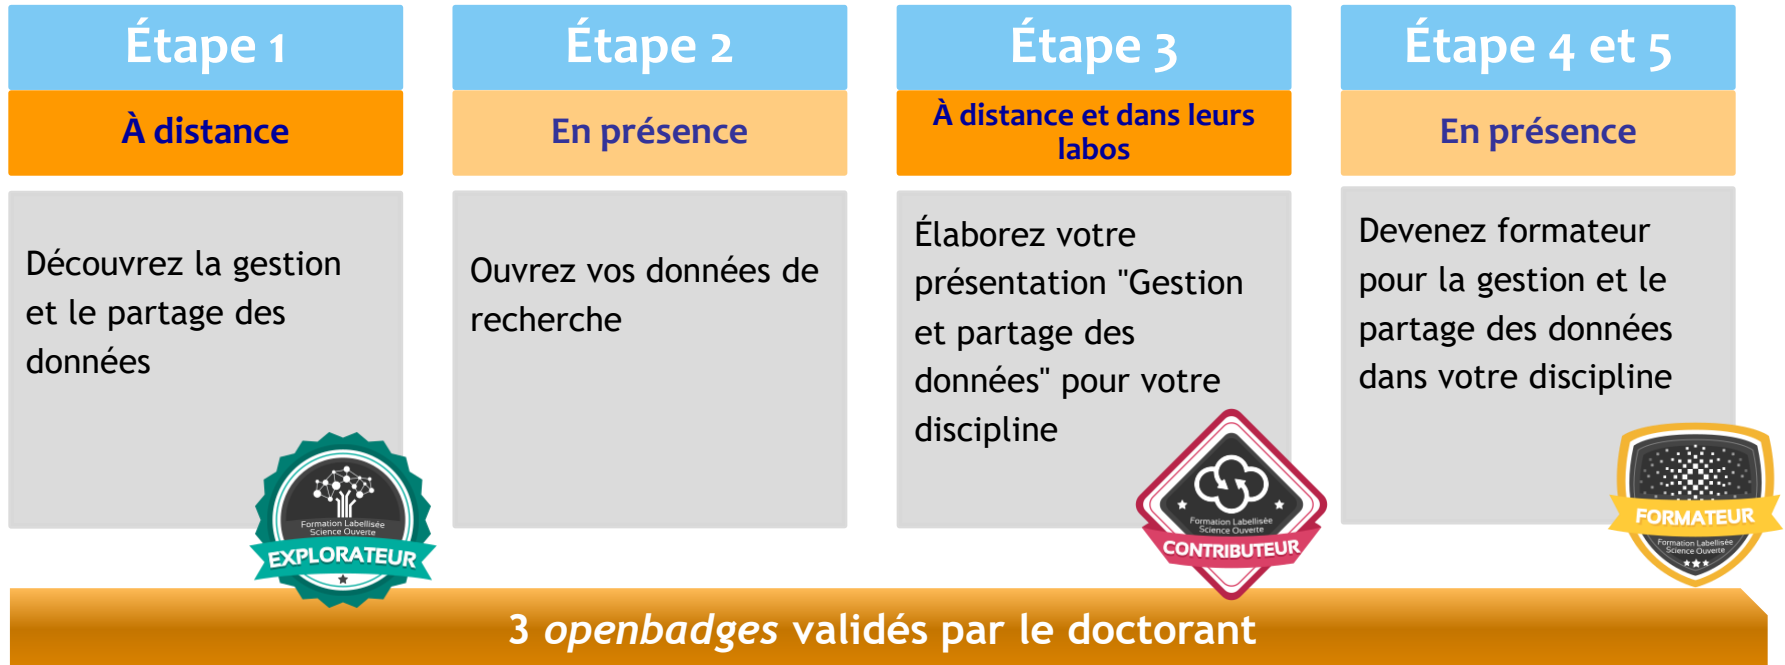 Étape 1
À distance
Découvrez la gestion
et le partage des
données
Formation Labellisée
Science Ouverte
EXPLORATEUR
Étape 2
En présence
Ouvrez vos données de
recherche
Étape 3
À distance et dans leurs
labos
Élaborez votre
présentation "Gestion
et partage des
données" pour votre
discipline
Formation Labellisée
Science Ouverte
CONTRIBUTEUR
Étape 4 et 5
En présence
Devenez formateur
pour la gestion et le
partage des données
dans votre discipline
FORMATEUR
Formation Labellisée
Science Ouverte
3 openbadges validés par le doctorant